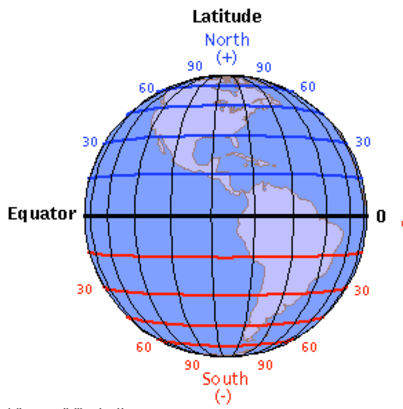 Latitude
North
(+)
90 90
60 60
30 30
Equator 0
30 30
60 60
90 90
South
(-)